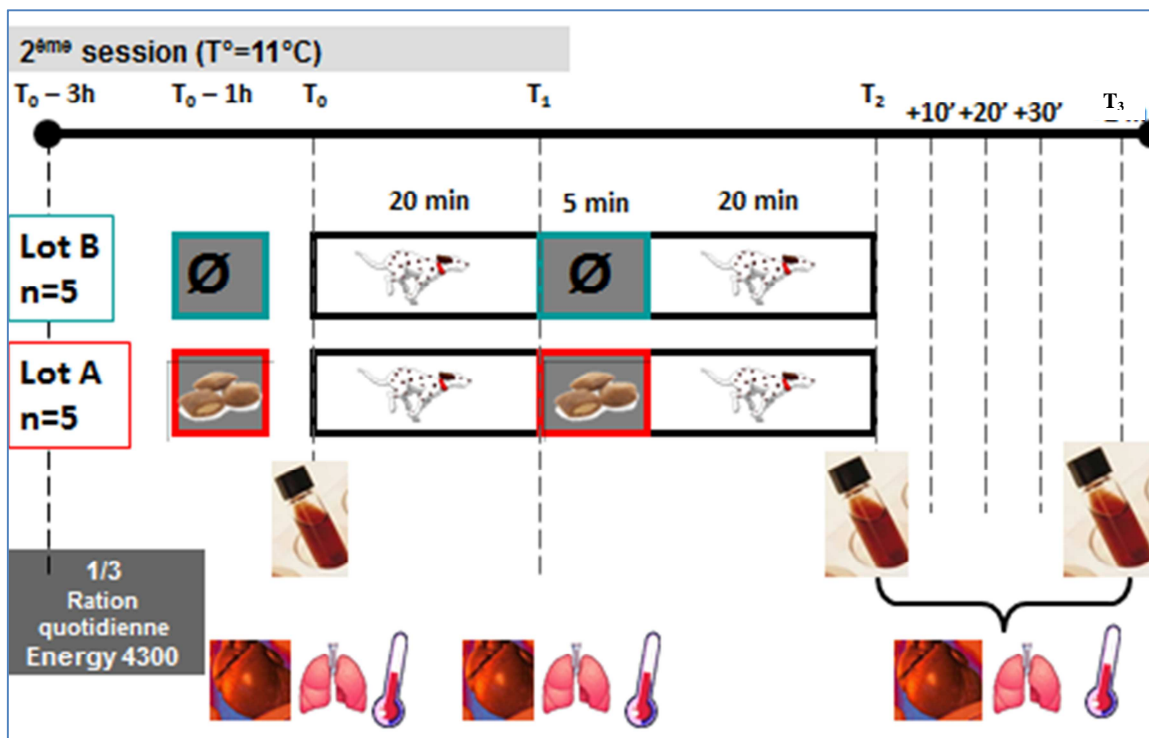 2ème session (T°=11°C)
T₀ – 3h
T₀ – 1h
T₀
T₁
T₂
+10’
+20’
+30’
T₃
20 min
5 min
20 min
Lot B
n=5
Ø
Ø
Lot A
n=5
1/3
Ration
quotidienne
Energy 4300